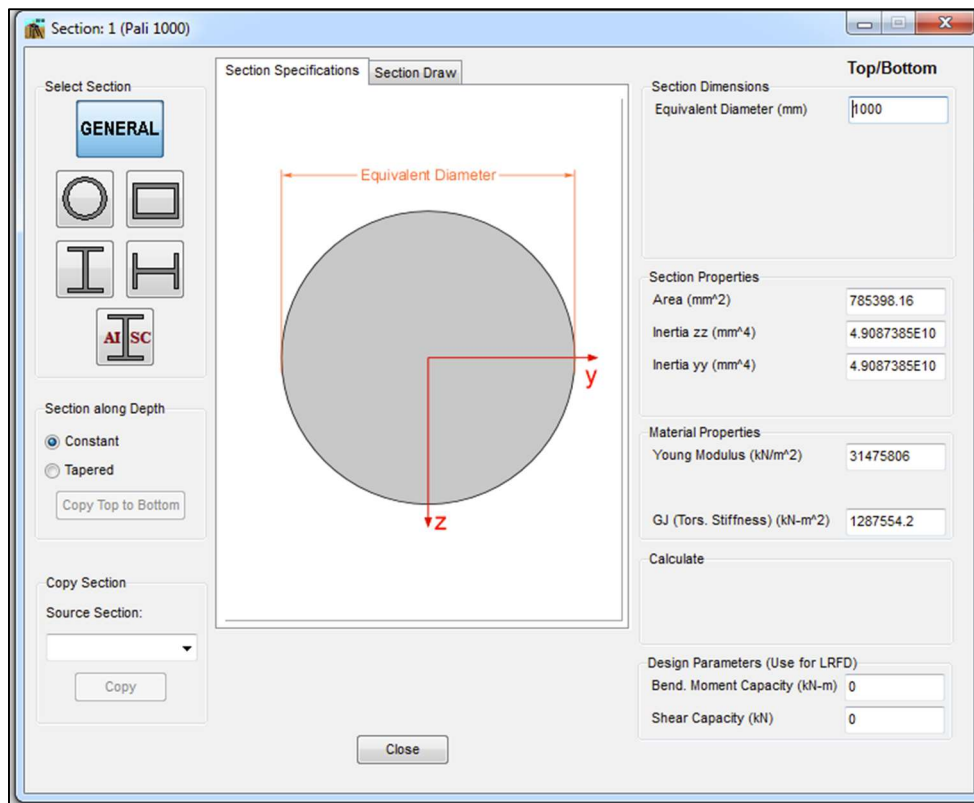 Section: 1 (Pali 1000)
Select Section
GENERAL
AI SC
Section along Depth
Constant
Tapered
Copy Top to Bottom
Copy Section
Source Section:
Copy
Section Specifications
Section Draw
Equivalent Diameter
y
z
Close
Top/Bottom
Section Dimensions
Equivalent Diameter (mm) 1000
Section Properties
Area (mm^2) 785398.16
Inertia zz (mm^4) 4.9087385E10
Inertia yy (mm^4) 4.9087385E10
Material Properties
Young Modulus (kN/m^2) 31475806
GJ (Tors. Stiffness) (kN-m^2) 1287554.2
Calculate
Design Parameters (Use for LRFD)
Bend. Moment Capacity (kN-m) 0
Shear Capacity (kN) 0